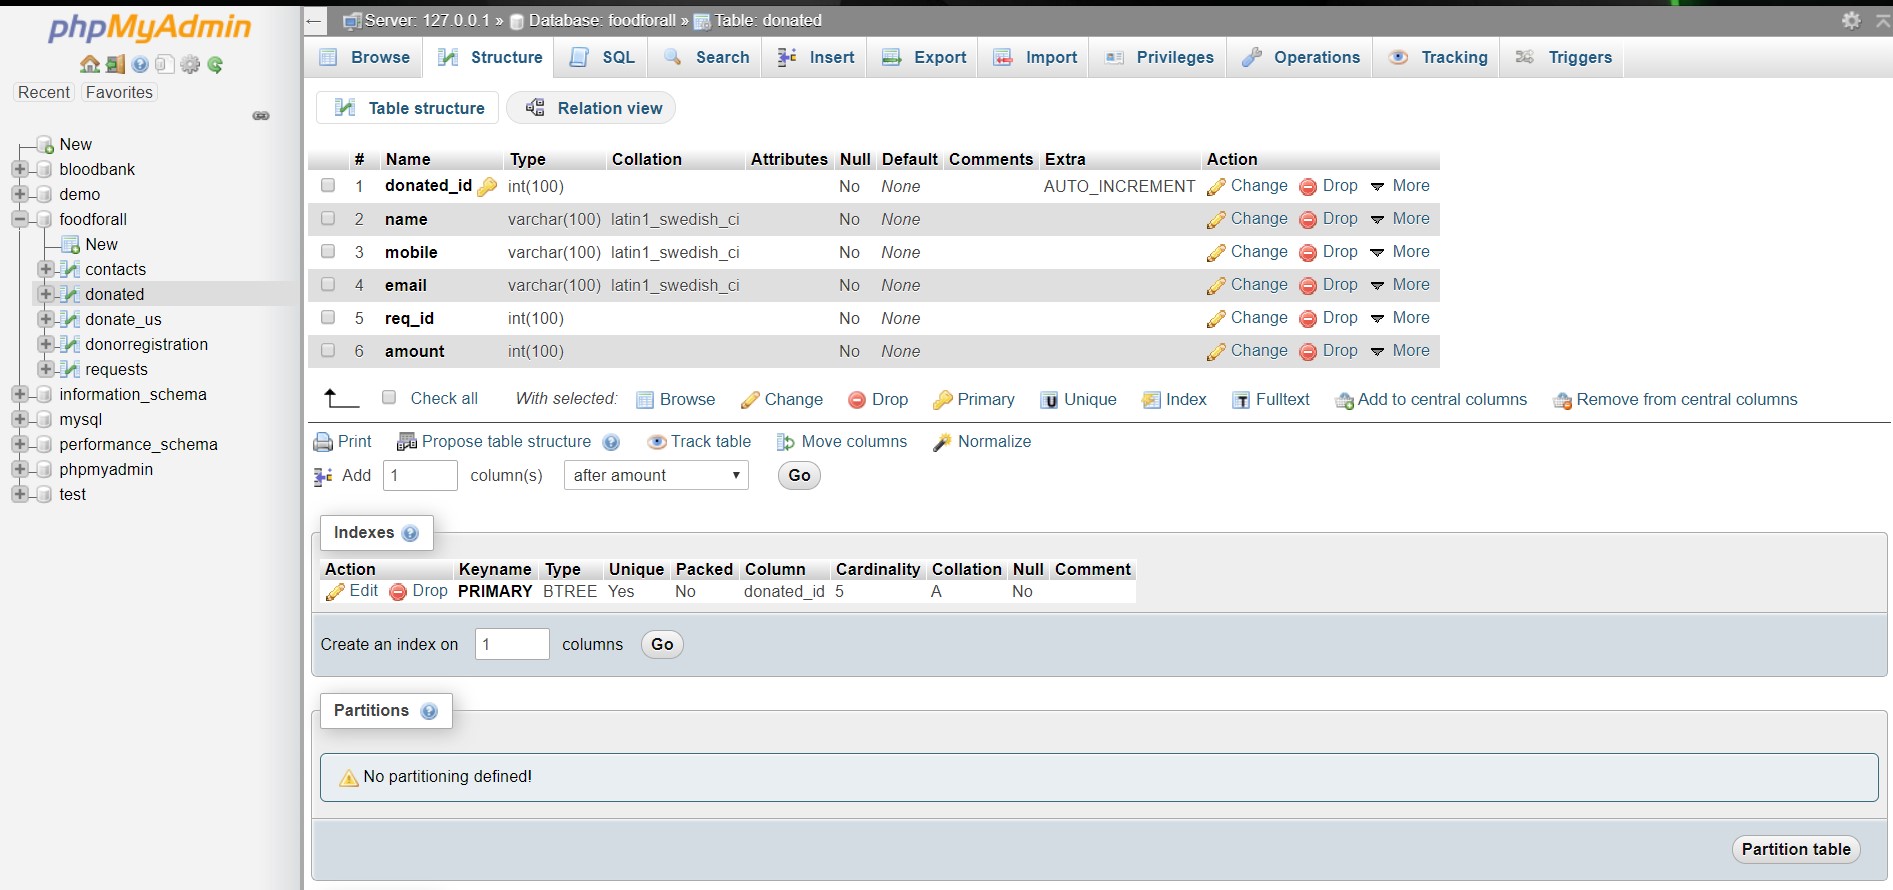 phpMyAdmin
Recent Favorites
New
bloodbank
demo
foodforall
New
contacts
donated
donate_us
donorregistration
requests
information_schema
mysql
performance_schema
phpmyadmin
test
Server: 127.0.0.1 » Database: foodforall » Table: donated
Browse Structure SQL Search Insert Export Import Privileges Operations Tracking Triggers
Table structure Relation view
# Name Type Collation Attributes Null Default Comments Extra Action
1 donated_id int(100) No None AUTO_INCREMENT Change Drop More
2 name varchar(100) latin1_swedish_ci No None Change Drop More
3 mobile varchar(100) latin1_swedish_ci No None Change Drop More
4 email varchar(100) latin1_swedish_ci No None Change Drop More
5 req_id int(100) No None Change Drop More
6 amount int(100) No None Change Drop More
Check all With selected: Browse Change Drop Primary Unique Index Fulltext Add to central columns Remove from central columns
Print Propose table structure Track table Move columns Normalize
Add 1 column(s) after amount Go
Indexes
Action Keyname Type Unique Packed Column Cardinality Collation Null Comment
Edit Drop PRIMARY BTREE Yes No donated_id 5 A No
Create an index on 1 columns Go
Partitions
No partitioning defined!
Partition table